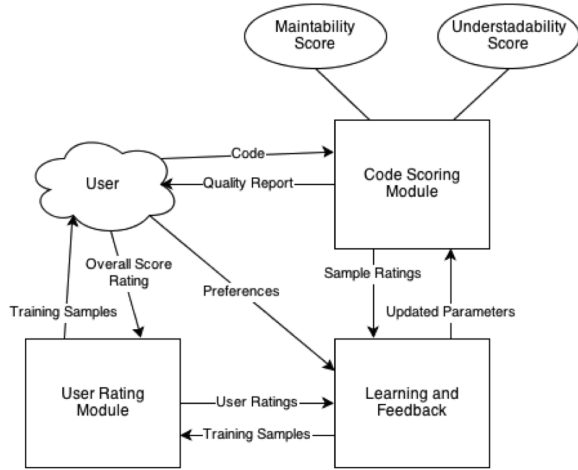 Maintability
Score
Understadability
Score
Code
User
Quality Report
Code Scoring
Module
Overall Score
Rating
Sample Ratings
Preferences
Training Samples
Updated Parameters
User Rating
Module
User Ratings
Learning and
Feedback
Training Samples